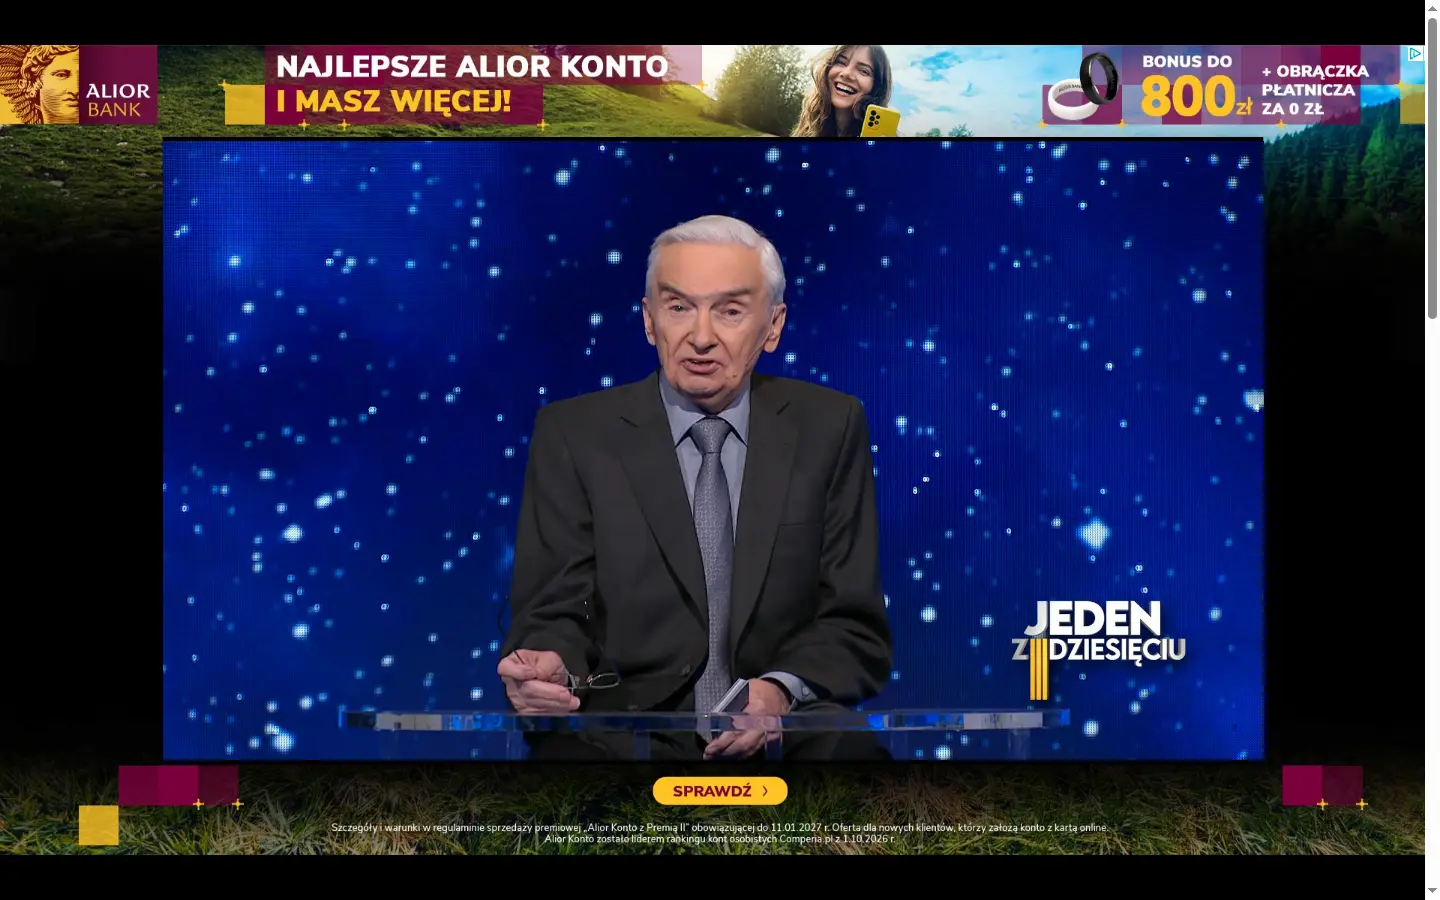 ALIOR
BANK
NAJLEPSZE ALIOR KONTO
I MASZ WIĘCEJ!
BONUS DO
800 zł
+ OBRĄCZKA
PŁATNICZA
ZA 0 ZŁ
JEDEN
Z DZIESIĘCIU
SPRAWDŹ
Szczegóły i warunki w regulaminie sprzedaży premiowej „Alior Konto z Premią II” obowiązującej do 11.01.2027 r. Oferta dla nowych klientów, którzy założą konto z kartą online.
Alior Konto zostało liderem rankingu kont osobistych Comperia.pl z 1.10.2026 r.